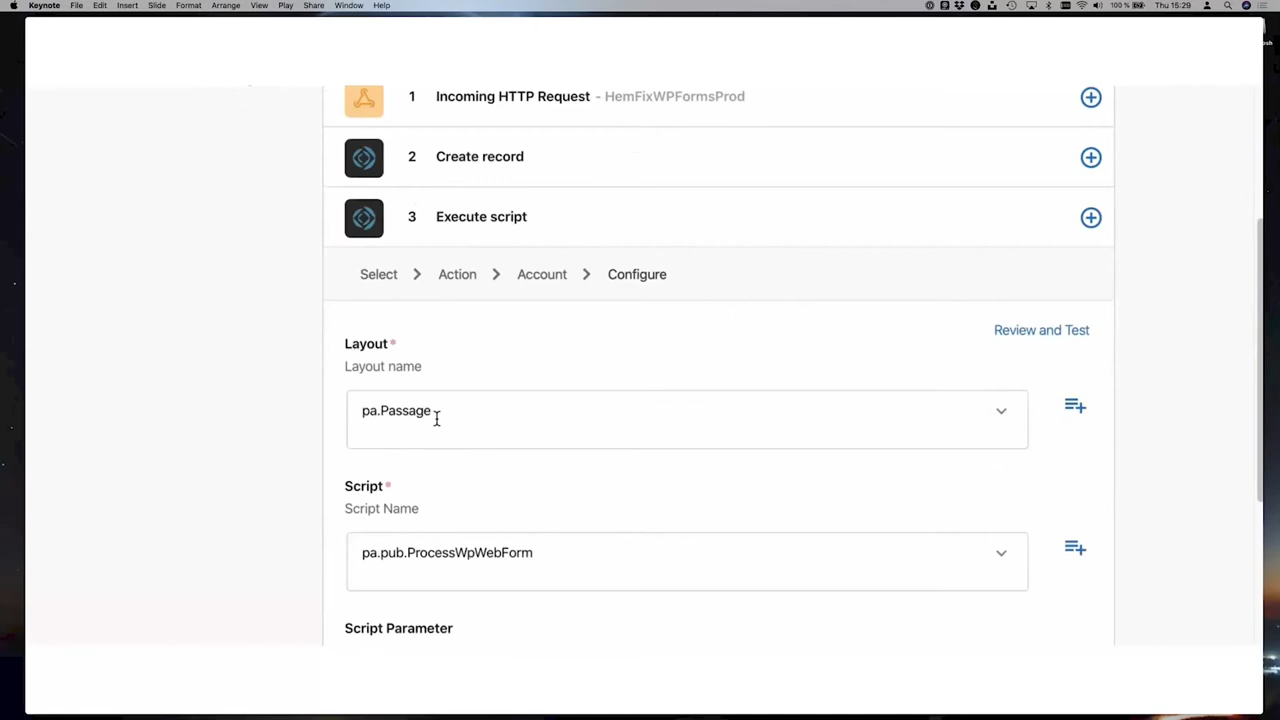 Keynote File Edit Insert Slide Format Arrange View Play Share Window Help 100 % Thu 15:29
1 Incoming HTTP Request - HemFixWPFormsProd
2 Create record
3 Execute script
Select Action Account Configure
Review and Test
Layout*
Layout name
pa.Passage
Script*
Script Name
pa.pub.ProcessWpWebForm
Script Parameter